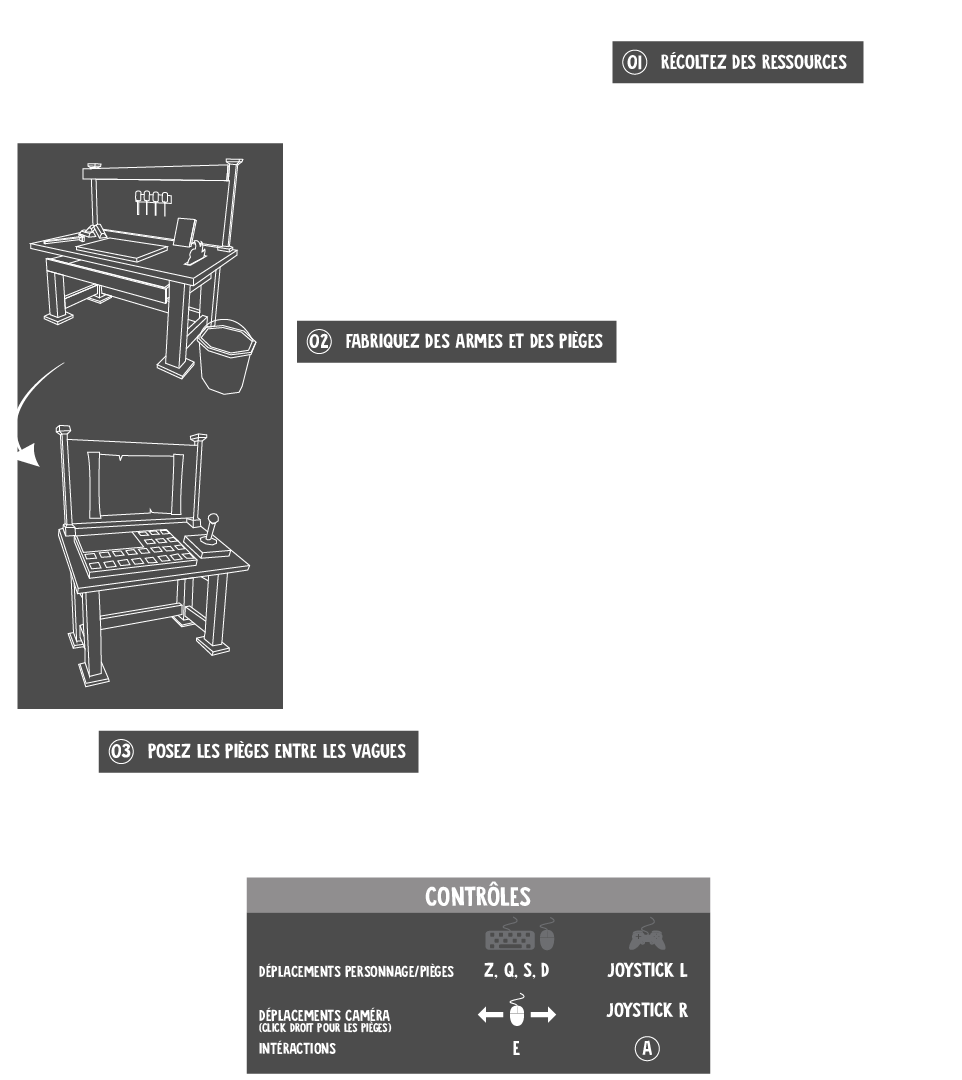 01 RÉCOLTEZ DES RESSOURCES
02 FABRIQUEZ DES ARMES ET DES PIÈGES
03 POSEZ LES PIÈGES ENTRE LES VAGUES
CONTRÔLES
DÉPLACEMENTS PERSONNAGE/PIÈGES Z, Q, S, D JOYSTICK L
DÉPLACEMENTS CAMÉRA JOYSTICK R
(CLICK DROIT POUR LES PIÉGES)
INTÉRACTIONS E A